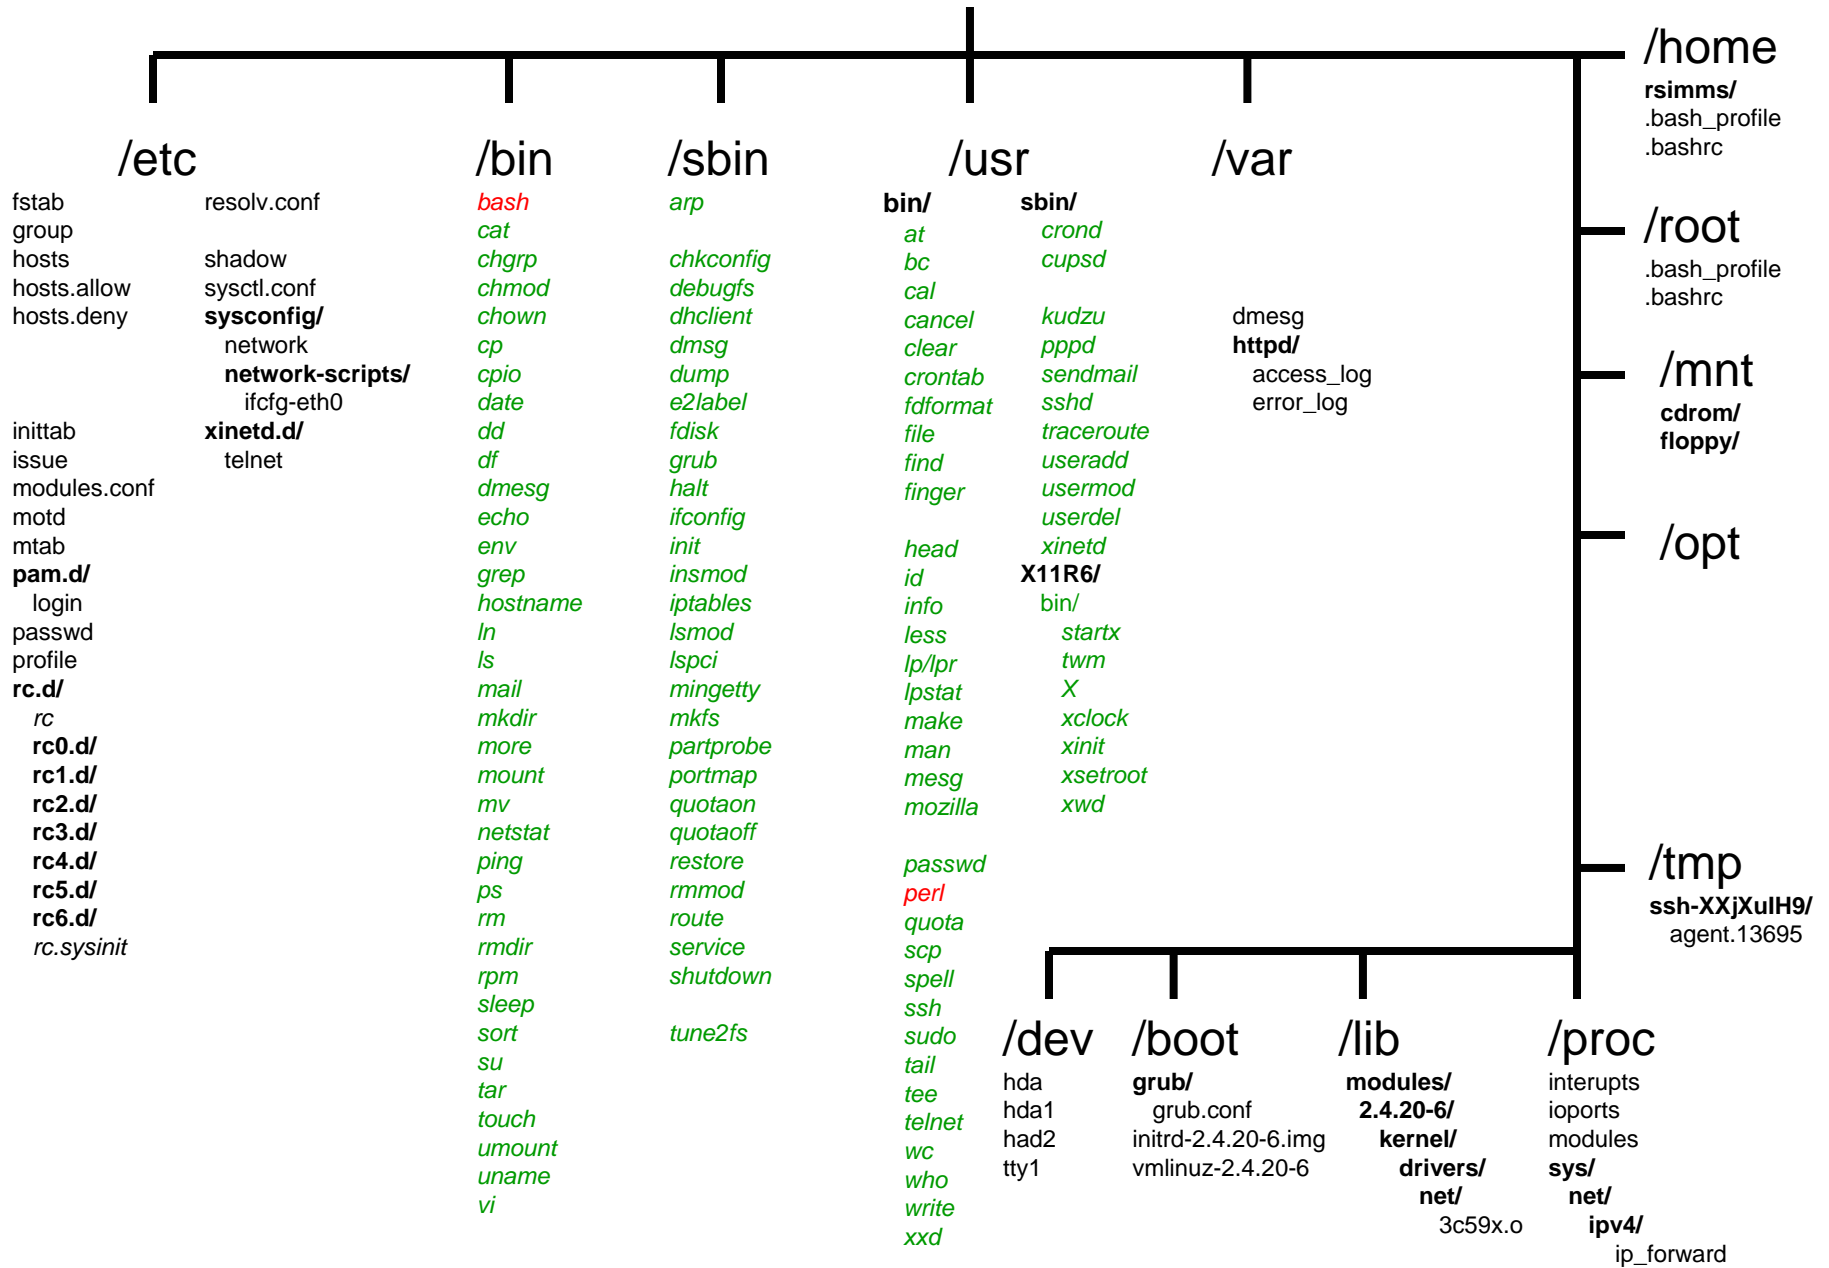 /etc
fstab
group
hosts
hosts.allow
hosts.deny
inittab
issue
modules.conf
motd
mtab
pam.d/
login
passwd
profile
rc.d/
rc
rc0.d/
rc1.d/
rc2.d/
rc3.d/
rc4.d/
rc5.d/
rc6.d/
rc.sysinit
resolv.conf
shadow
sysctl.conf
sysconfig/
network
network-scripts/
ifcfg-eth0
xinetd.d/
telnet
/bin
bash
cat
chgrp
chmod
chown
cp
cpio
date
dd
df
dmesg
echo
env
grep
hostname
ln
ls
mail
mkdir
more
mount
mv
netstat
ping
ps
rm
rmdir
rpm
sleep
sort
su
tar
touch
umount
uname
vi
/sbin
arp
chkconfig
debugfs
dhclient
dmsg
dump
e2label
fdisk
grub
halt
ifconfig
init
insmod
iptables
lsmod
lspci
mingetty
mkfs
partprobe
portmap
quotaon
quotaoff
restore
rmmod
route
service
shutdown
tune2fs
/usr
bin/
at
bc
cal
cancel
clear
crontab
fdformat
file
find
finger
head
id
info
less
lp/lpr
lpstat
make
man
mesg
mozilla
passwd
perl
quota
scp
spell
ssh
sudo
tail
tee
telnet
wc
who
write
xxd
sbin/
crond
cupsd
kudzu
pppd
sendmail
sshd
traceroute
useradd
usermod
userdel
xinetd
X11R6/
bin/
startx
twm
X
xclock
xinit
xsetroot
xwd
/var
dmesg
httpd/
access_log
error_log
/home
rsimms/
.bash_profile
.bashrc
/root
.bash_profile
.bashrc
/mnt
cdrom/
floppy/
/opt
/tmp
ssh-XXjXuIH9/
agent.13695
/dev
hda
hda1
had2
tty1
/boot
grub/
grub.conf
initrd-2.4.20-6.img
vmlinuz-2.4.20-6
/lib
modules/
2.4.20-6/
kernel/
drivers/
net/
3c59x.o
/proc
interupts
ioports
modules
sys/
net/
ipv4/
ip_forward